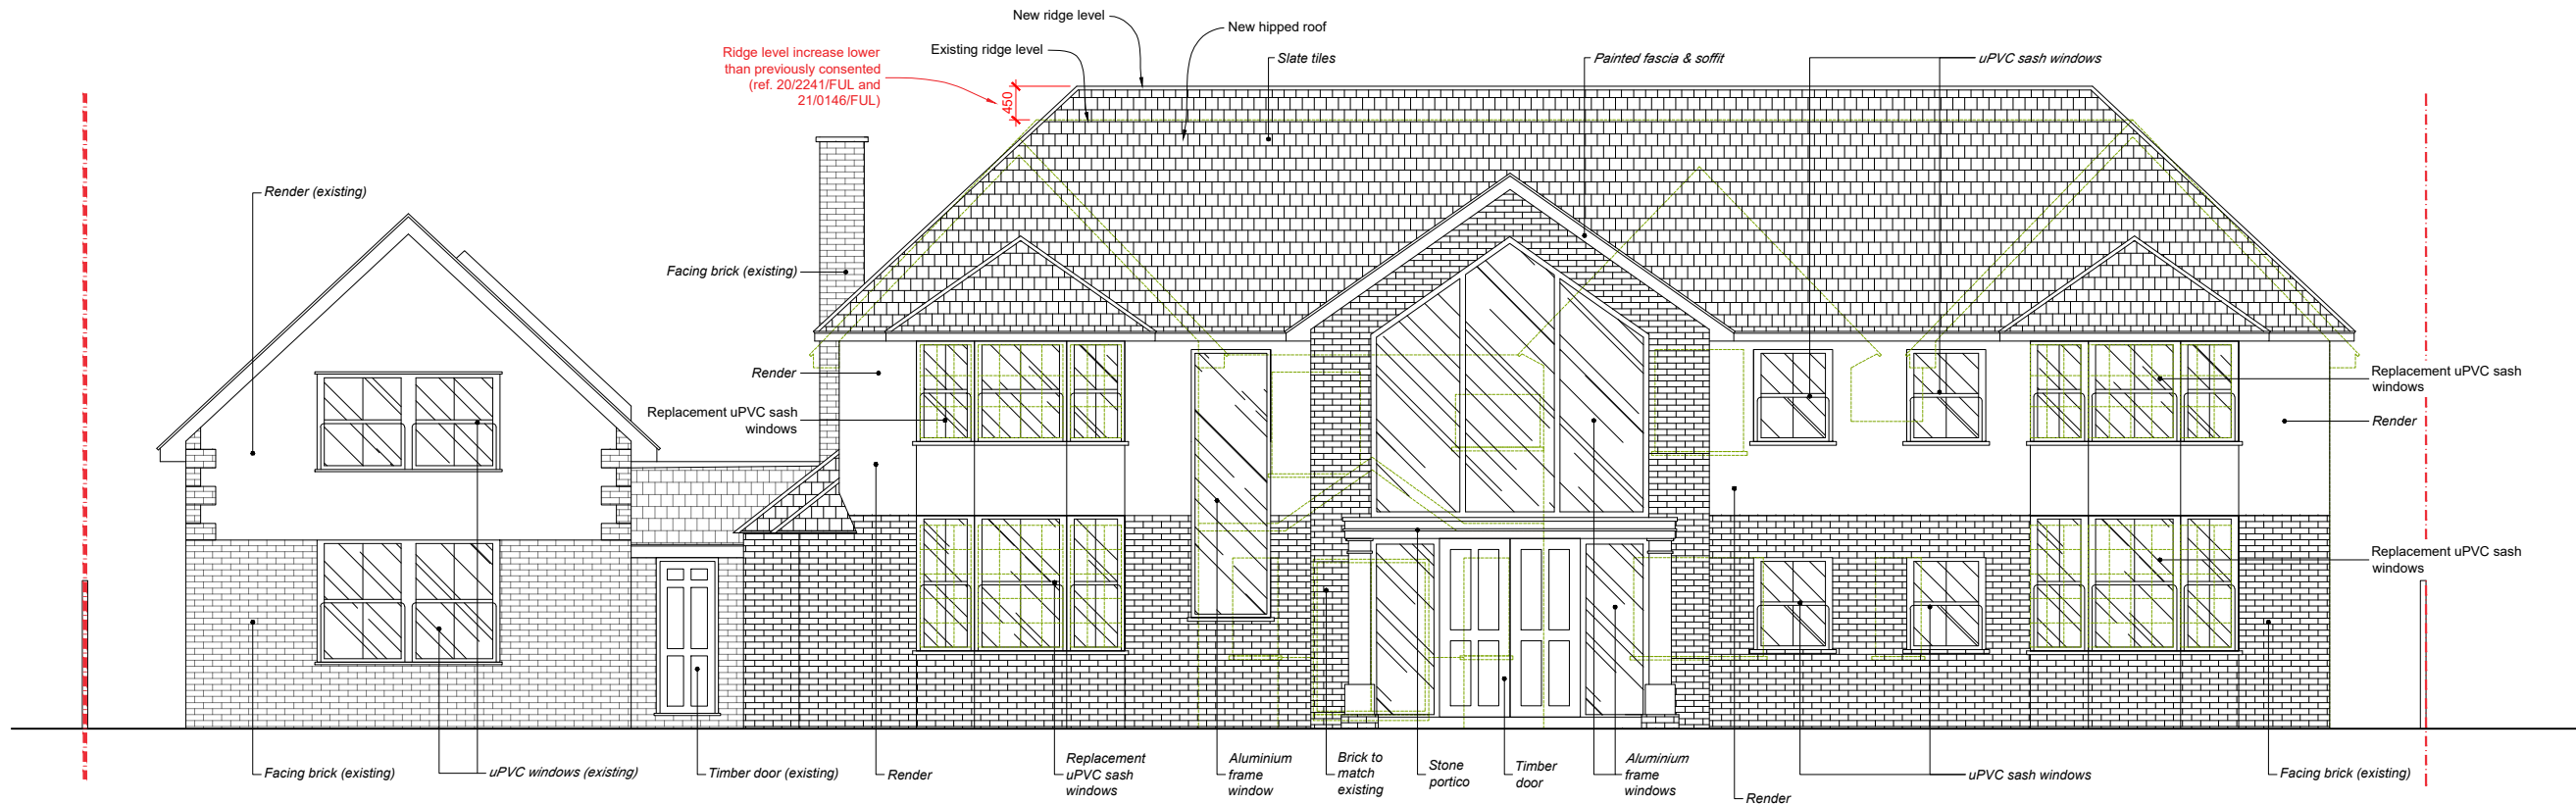 New ridge level
New hipped roof
Ridge level increase lower
than previously consented
(ref. 20/2241/FUL and
21/0146/FUL)
Existing ridge level
450
Slate tiles
Painted fascia & soffit
uPVC sash windows
Render (existing)
Facing brick (existing)
Render
Replacement uPVC sash
windows
Replacement uPVC sash
windows
Render
Replacement uPVC sash
windows
Facing brick (existing)
uPVC windows (existing)
Timber door (existing)
Render
Replacement
uPVC sash
windows
Aluminium
frame
window
Brick to
match
existing
Stone
portico
Timber
door
Aluminium
frame
windows
Render
uPVC sash windows
Facing brick (existing)